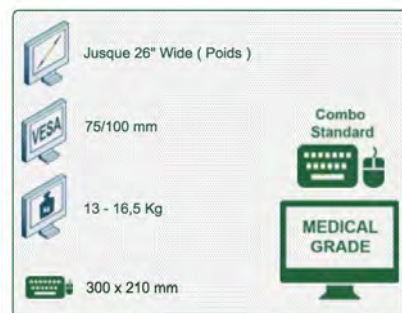 Jusque 26" Wide ( Poids )
VESA
75/100 mm
13 - 16,5 Kg
300 x 210 mm
Combo
Standard
MEDICAL
GRADE